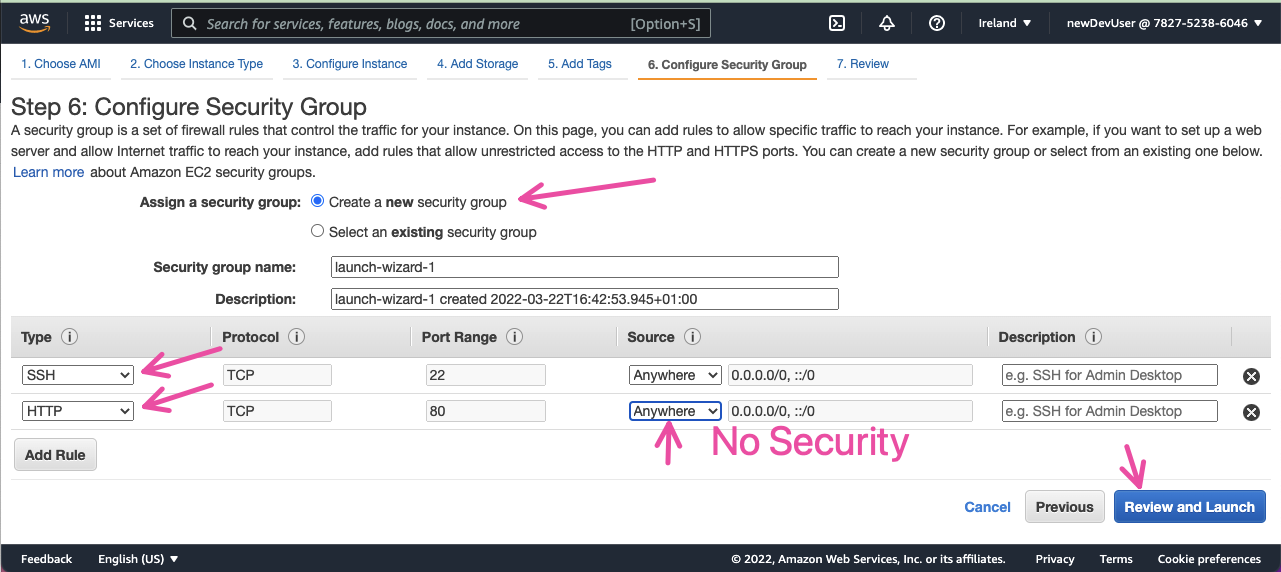 aws Services Search for services, features, blogs, docs, and more [Option+S] Ireland newDevUser @ 7827-5238-6046
1. Choose AMI 2. Choose Instance Type 3. Configure Instance 4. Add Storage 5. Add Tags 6. Configure Security Group 7. Review
Step 6: Configure Security Group
A security group is a set of firewall rules that control the traffic for your instance. On this page, you can add rules to allow specific traffic to reach your instance. For example, if you want to set up a web
server and allow Internet traffic to reach your instance, add rules that allow unrestricted access to the HTTP and HTTPS ports. You can create a new security group or select from an existing one below.
Learn more about Amazon EC2 security groups.
Assign a security group: Create a new security group
Select an existing security group
Security group name: launch-wizard-1
Description: launch-wizard-1 created 2022-03-22T16:42:53.945+01:00
Type i Protocol i Port Range i Source i Description i
SSH TCP 22 Anywhere 0.0.0.0/0, ::/0 e.g. SSH for Admin Desktop
HTTP TCP 80 Anywhere 0.0.0.0/0, ::/0 e.g. SSH for Admin Desktop
No Security
Add Rule
Cancel Previous Review and Launch
Feedback English (US) © 2022, Amazon Web Services, Inc. or its affiliates. Privacy Terms Cookie preferences